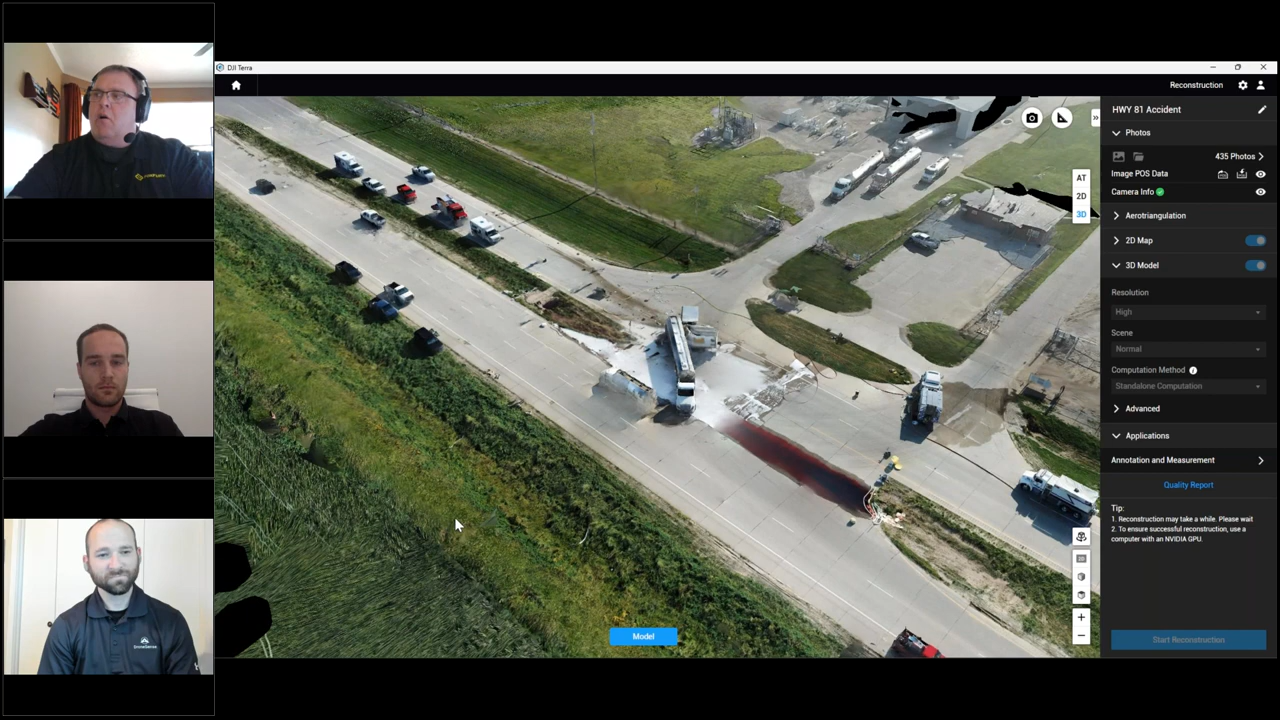 DJI Terra
Reconstruction
HWY 81 Accident
Photos
435 Photos
Image POS Data
Camera Info
AT
2D
3D
Aerotriangulation
2D Map
3D Model
Resolution
High
Scene
Normal
Computation Method
Standalone Computation
Advanced
Applications
Annotation and Measurement
Quality Report
Tip:
1. Reconstruction may take a while. Please wait
2. To ensure successful reconstruction, use a
computer with an NVIDIA GPU.
Model
Start Reconstruction
DroneSense